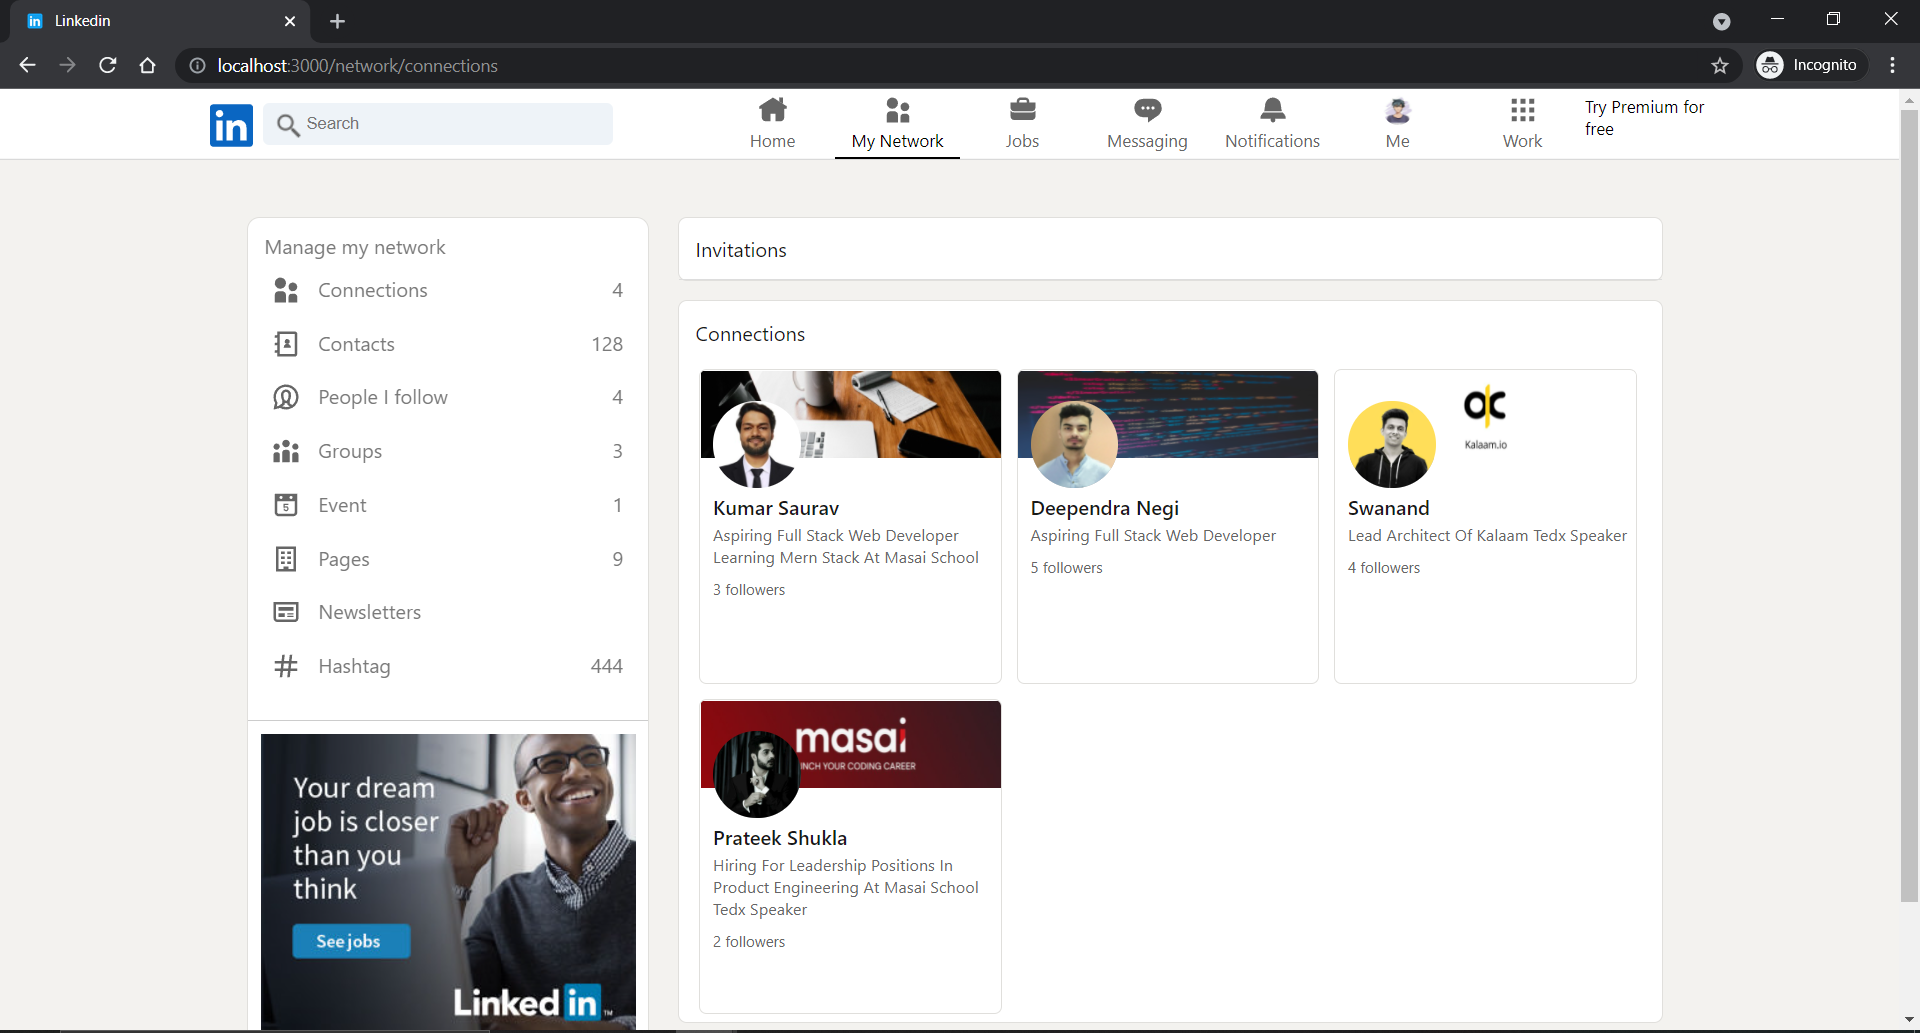 Linkedin
localhost:3000/network/connections
Incognito
in
Search
Home
My Network
Jobs
Messaging
Notifications
Me
Work
Try Premium for
free
Manage my network
Connections 4
Contacts 128
People I follow 4
Groups 3
5
Event 1
Pages 9
Newsletters
Hashtag 444
Your dream
job is closer
than you
think
See jobs
Linked in ™
Invitations
Connections
Kumar Saurav
Aspiring Full Stack Web Developer
Learning Mern Stack At Masai School
3 followers
Deependra Negi
Aspiring Full Stack Web Developer
5 followers
Kalaam.io
Swanand
Lead Architect Of Kalaam Tedx Speaker
4 followers
masai
NCH YOUR CODING CAREER
Prateek Shukla
Hiring For Leadership Positions In
Product Engineering At Masai School
Tedx Speaker
2 followers